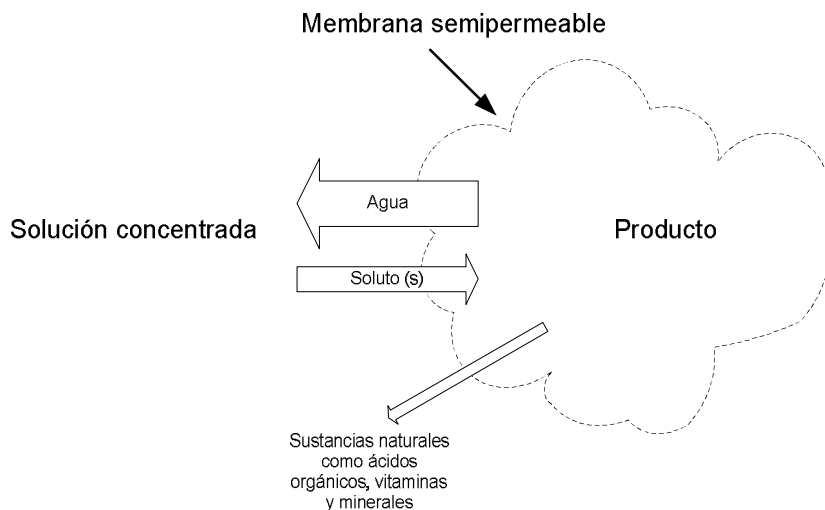 Membrana semipermeable
Agua
Solución concentrada
Producto
Soluto (s)
Sustancias naturales
como ácidos
orgánicos, vitaminas
y minerales